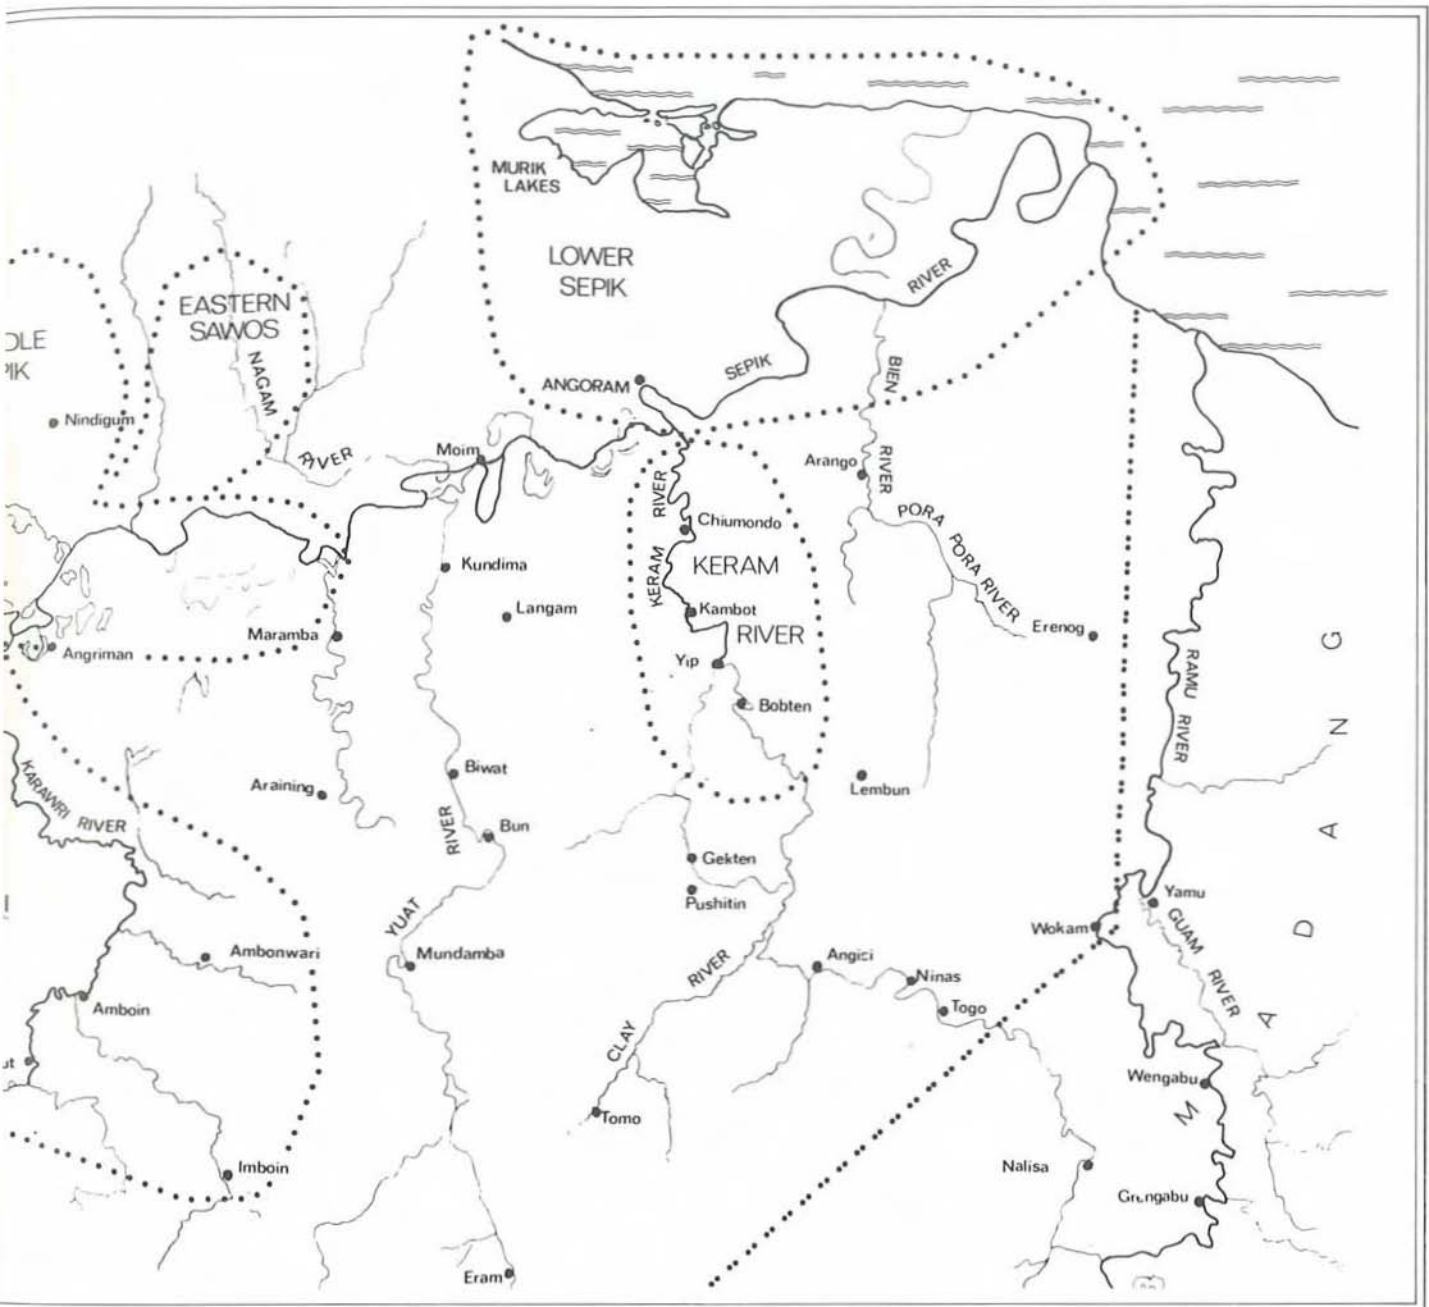 MURIK
LAKES
LOWER
SEPIK
RIVER
EASTERN
SAWOS
NAGAM
RIVER
Nindigum
ANGORAM
SEPIK
BIEN
RIVER
Moim
Arango
RIVER
KERAM
Chiumondo
KERAM
RIVER
PORA
PORA
RIVER
Kundima
Langam
Kambot
Maramba
Erenog
Angriman
Yip
Bobten
RAMU
RIVER
KARAWRI RIVER
Araining
Biwat
Lembun
RIVER
Bun
Gekten
Pushitin
Yamu
GUAM
RIVER
YUAT
Wokam
Ambonwari
Mundamba
RIVER
Angici
Ninas
Togo
Amboin
CLAY
Wengabu
Tomo
Imboin
Nalisa
Eram
M A D A N G